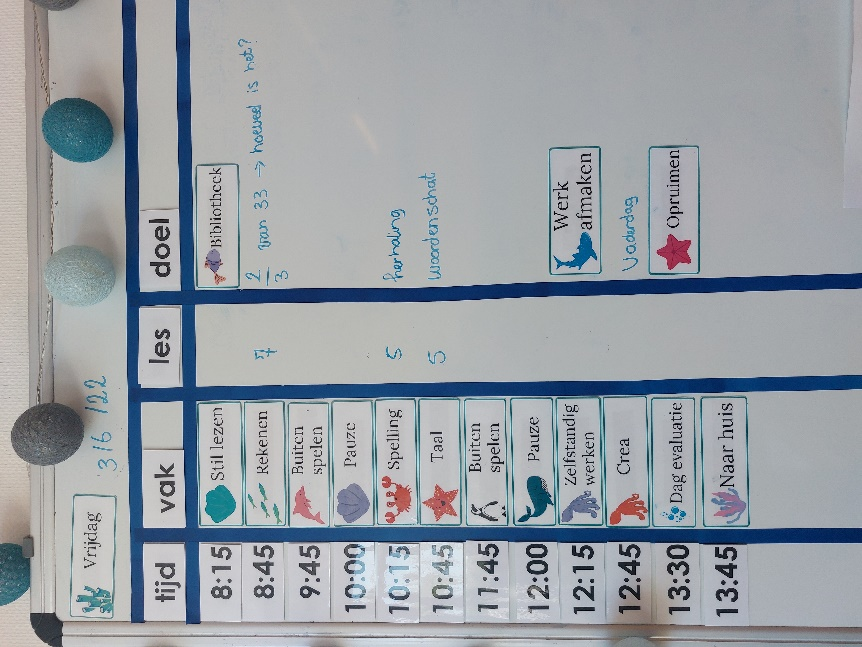 Vrijdag 3/6/22
tijd vak les doel
8:15 Stil lezen Bibliotheek
8:45 Rekenen 7 2/3 van 33 → hoeveel is het?
9:45 Buiten spelen
10:00 Pauze
10:15 Spelling 5 herhaling
10:45 Taal 5 woordenschat
11:45 Buiten spelen
12:00 Pauze
12:15 Zelfstandig werken Werk afmaken
12:45 Crea Vaderdag
13:30 Dag evaluatie Opruimen
13:45 Naar huis